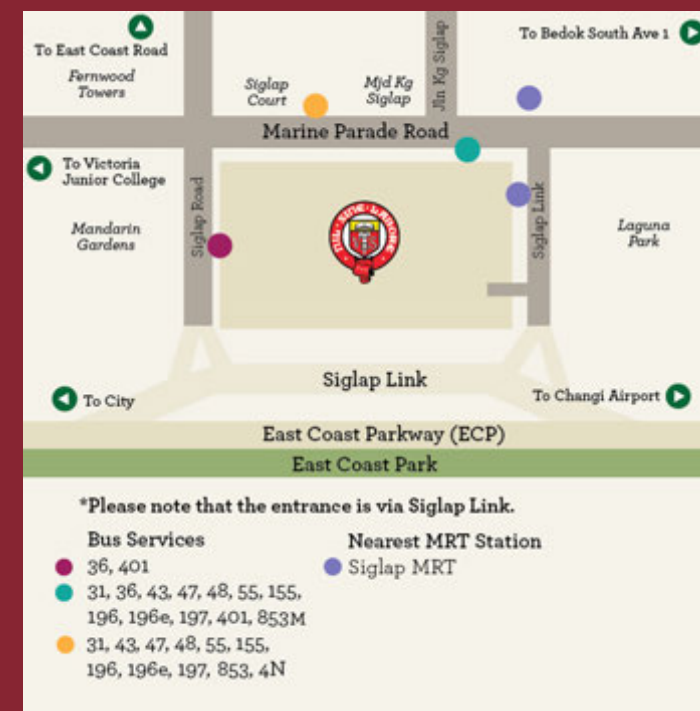 To East Coast Road
Fernwood
Towers
Siglap
Court
Mjd Kg
Siglap
Jln Kg Siglap
To Bedok South Ave 1
Marine Parade Road
To Victoria
Junior College
Mandarin
Gardens
Siglap Road
NIL·SINE·LABORE
Siglap Link
Laguna
Park
Siglap Link
To City
To Changi Airport
East Coast Parkway (ECP)
East Coast Park
*Please note that the entrance is via Siglap Link.
Bus Services
36, 401
31, 36, 43, 47, 48, 55, 155,
196, 196e, 197, 401, 853M
31, 43, 47, 48, 55, 155,
196, 196e, 197, 853, 4N
Nearest MRT Station
Siglap MRT